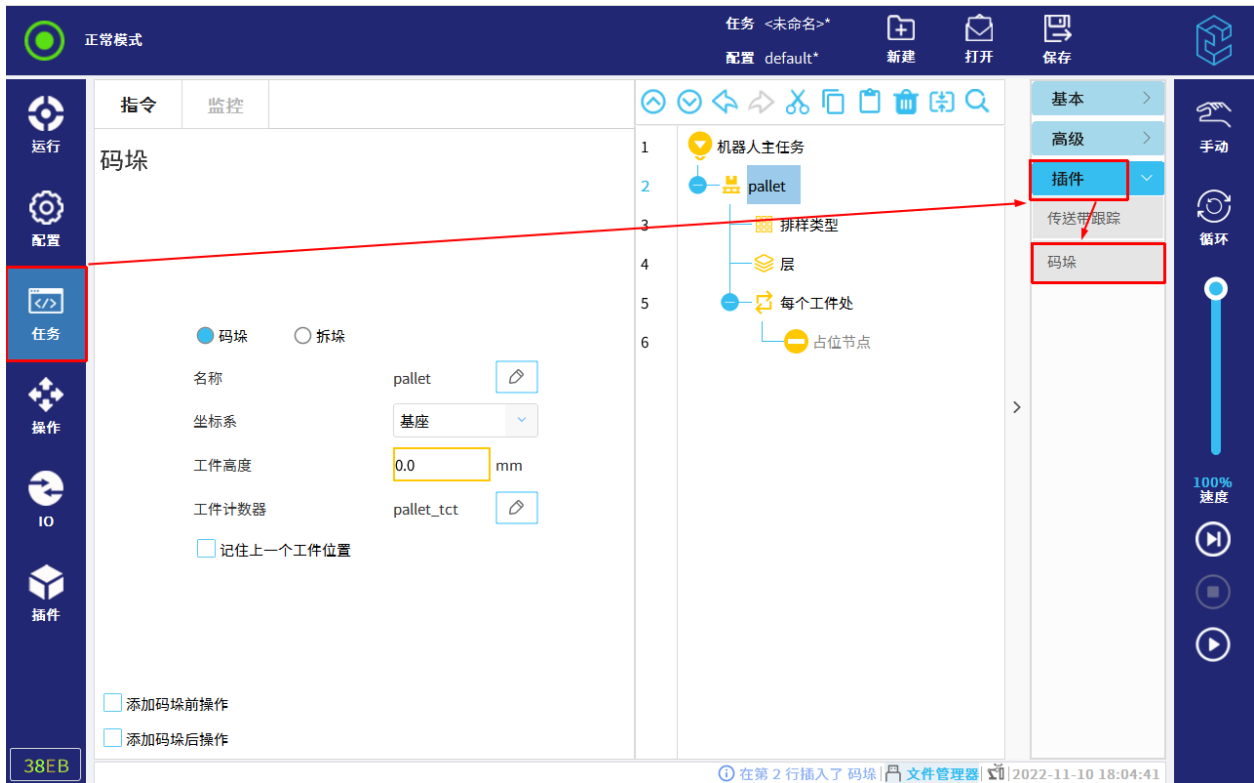 正常模式
任务 <未命名>*
配置 default*
新建
打开
保存
运行
配置
任务
操作
IO
插件
38EB
指令 监控
码垛
码垛 拆垛
名称 pallet
坐标系 基座
工件高度 0.0 mm
工件计数器 pallet_tct
记住上一个工件位置
添加码垛前操作
添加码垛后操作
1 机器人主任务
2 pallet
3 排样类型
4 层
5 每个工件处
6 占位节点
基本
高级
插件
传送带跟踪
码垛
手动
循环
100%
速度
在第 2 行插入了 码垛 文件管理器 2022-11-10 18:04:41